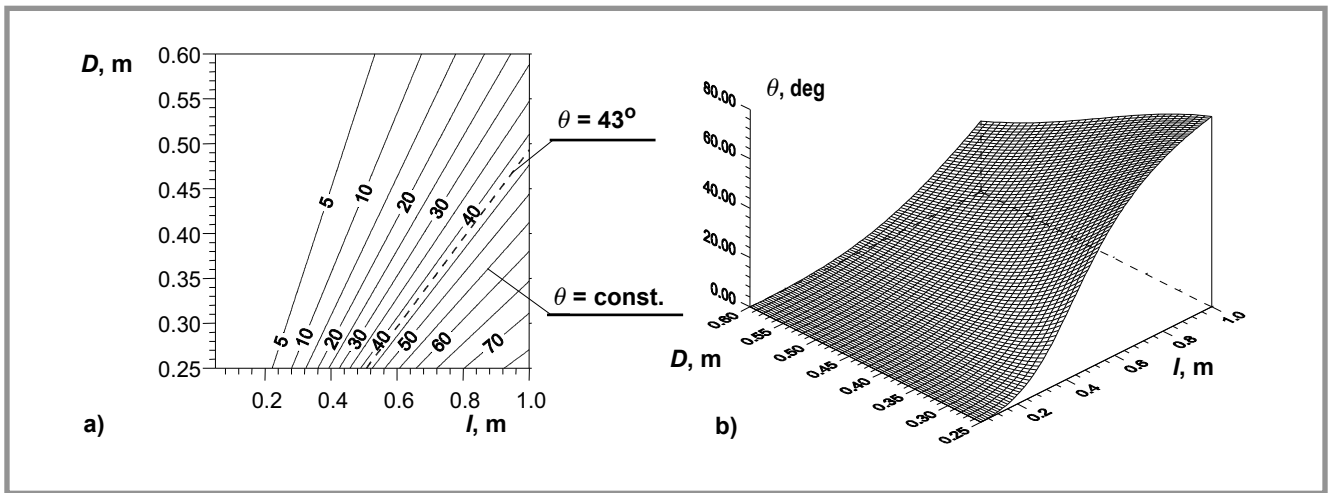 D, m
0.60
0.55
0.50
0.45
0.40
0.35
0.30
0.25
0.2 0.4 0.6 0.8 1.0
l, m
5 10 20 30 40
5 10 20 30 40 50 60 70
θ = 43º
θ = const.
a)
θ, deg
80.00
60.00
40.00
20.00
0.00
0.60 0.55 0.50 0.45 0.40 0.35 0.30 0.25
D, m
0.2 0.4 0.6 0.8 1.0
l, m
b)